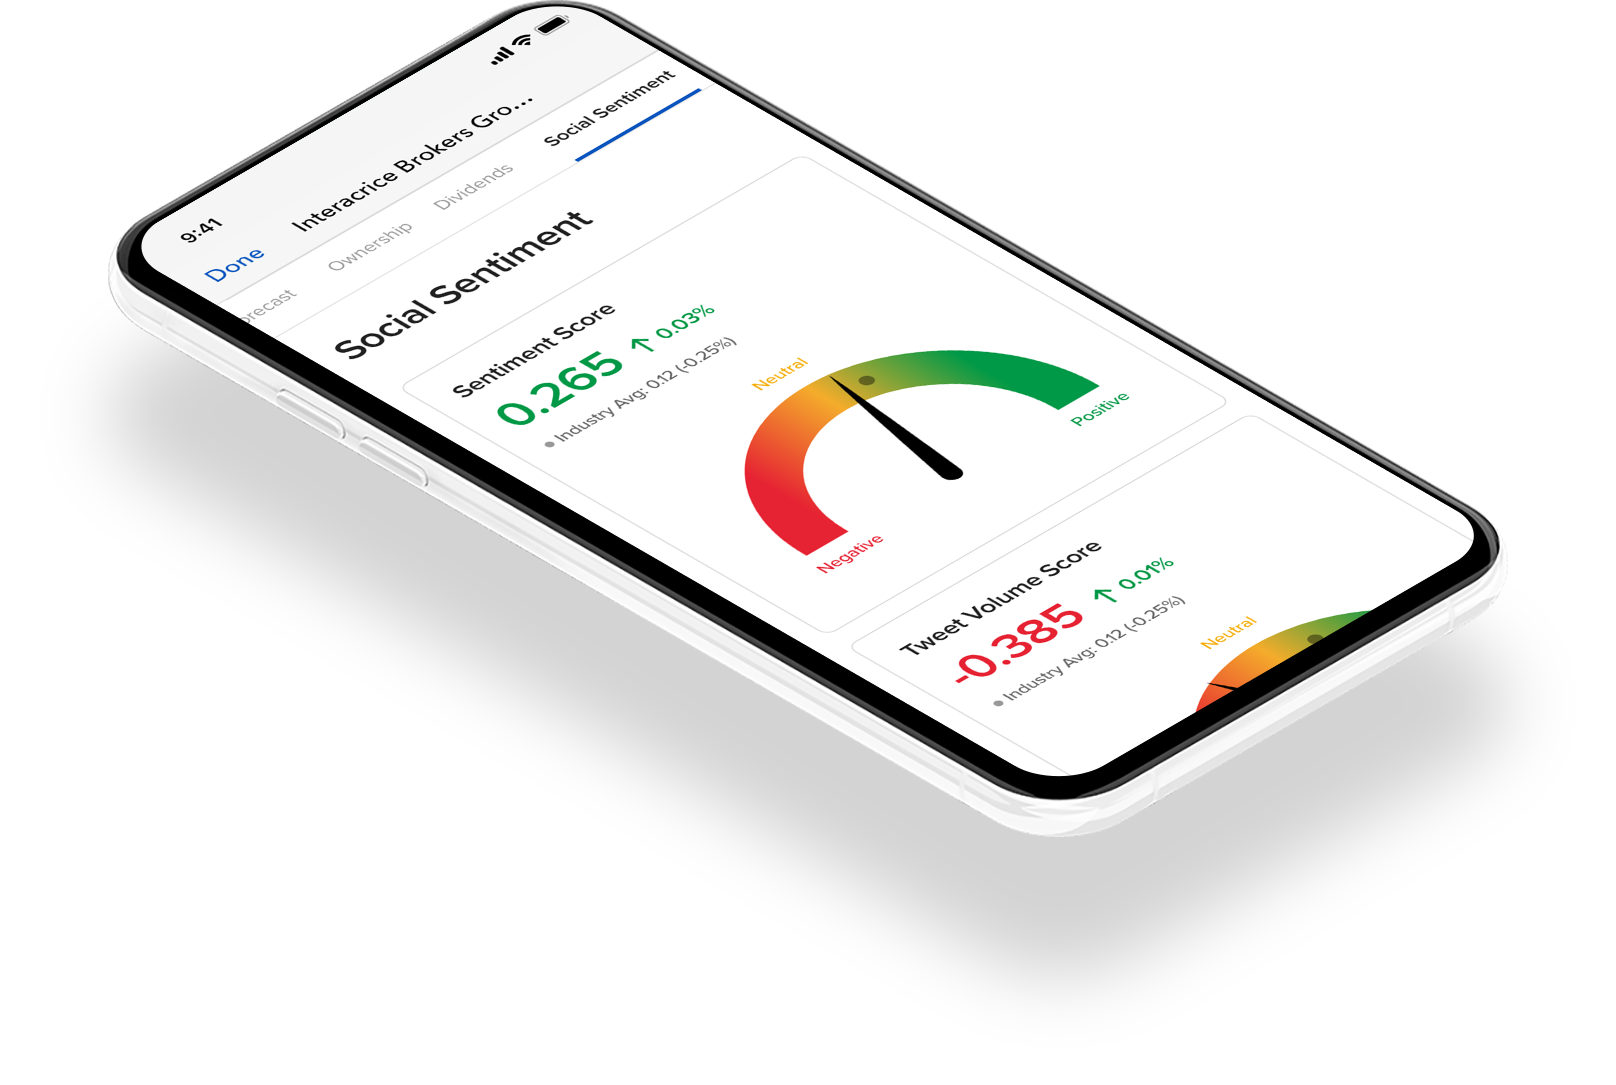 9:41
Done
Interacrice Brokers Gro...
orecast
Ownership
Dividends
Social Sentiment
Social Sentiment
Sentiment Score
0.265 ↑ 0.03%
Industry Avg: 0.12 (-0.25%)
Neutral
Negative
Positive
Tweet Volume Score
-0.385 ↑ 0.01%
Industry Avg: 0.12 (-0.25%)
Neutral